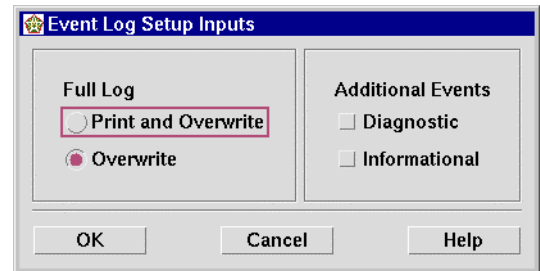 Event Log Setup Inputs
Full Log
Print and Overwrite
Overwrite
Additional Events
Diagnostic
Informational
OK
Cancel
Help